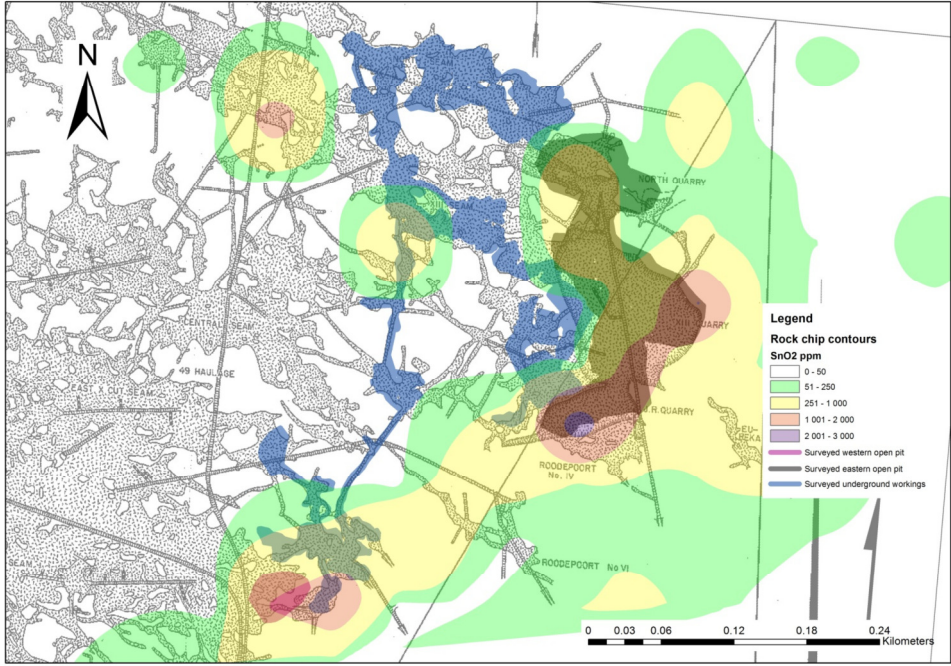 N
SEAM
NORTH QUARRY
QUARRY
CENTRAL SEAM
49 HAULAGE
EAST X CUT
SEAM
QUARRY
EU-
REKA
ROODEPOORT
No. IV
SEAM
ROODEPOORT No VI
Legend
Rock chip contours
SnO2 ppm
0 - 50
51 - 250
251 - 1 000
1 001 - 2 000
2 001 - 3 000
Surveyed western open pit
Surveyed eastern open pit
Surveyed underground workings
0 0.03 0.06 0.12 0.18 0.24
Kilometers